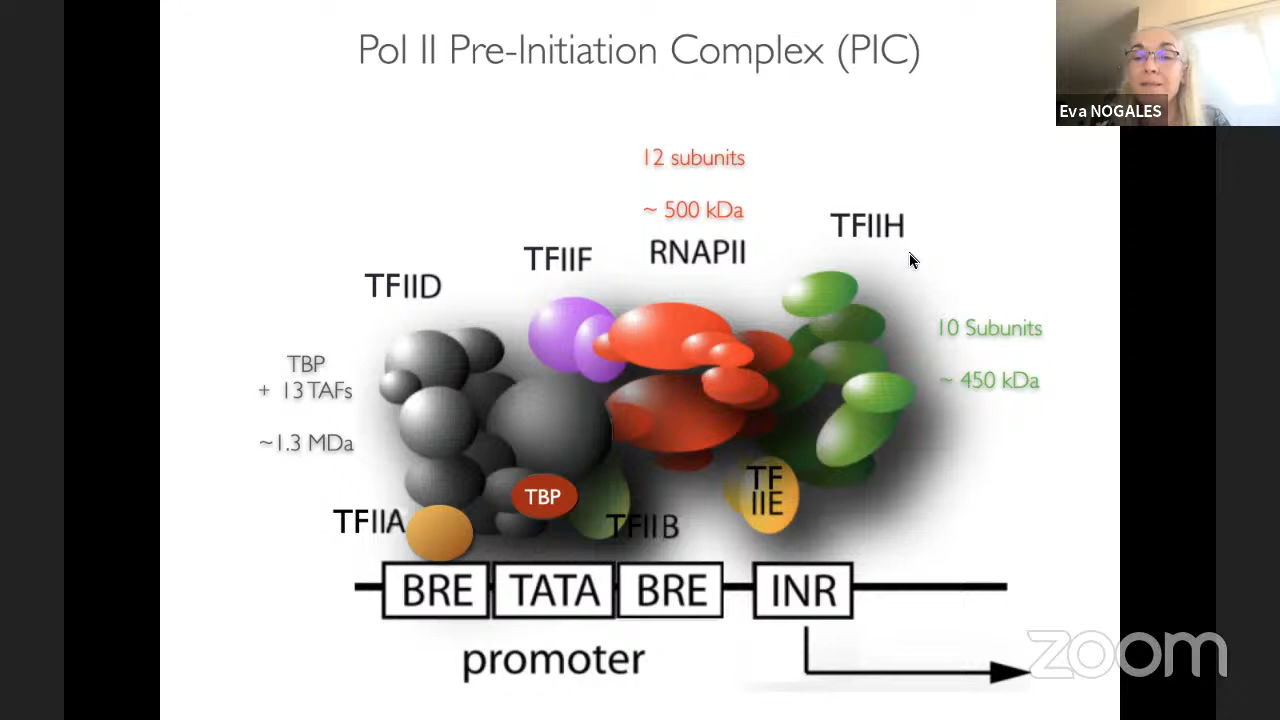 Pol II Pre-Initiation Complex (PIC)
Eva NOGALES
12 subunits
~ 500 kDa
TFIIH
RNAPII
TFIIF
TFIID
10 Subunits
~ 450 kDa
TBP
+ 13 TAFs
~1.3 MDa
TF
IIE
TBP
TFIIA
TFIIB
BRE TATA BRE INR
promoter
zoom